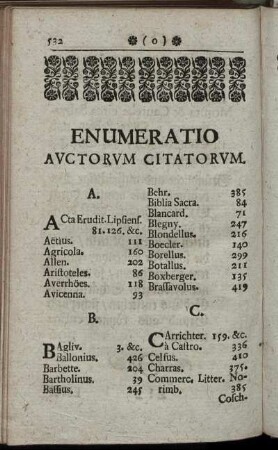 532 * ( 0 ) *
ENUMERATIO
AVCTORVM CITATORVM.
A.
ACta Erudit. Lipsiens.
81. 126. &c.
Aetius. 111
Agricola. 160
Allen. 202
Aristoteles. 86
Averrhöes. 118
Avicenna. 93
B.
BAgliv. 3. &c.
Ballonius. 426
Barbette. 204
Bartholinus. 39
Bassius. 245
Behr. 385
Biblia Sacra. 84
Blancard. 71
Blegny. 247
Blondellus. 216
Boecler. 140
Borellus. 299
Botallus. 211
Boxberger. 135
Brassavolus. 419
C.
CArrichter. 159. &c.
à Castro. 336
Celsus. 410
Charras. 375.
Commerc. Litter. No-
rimb. 385
Cosch-